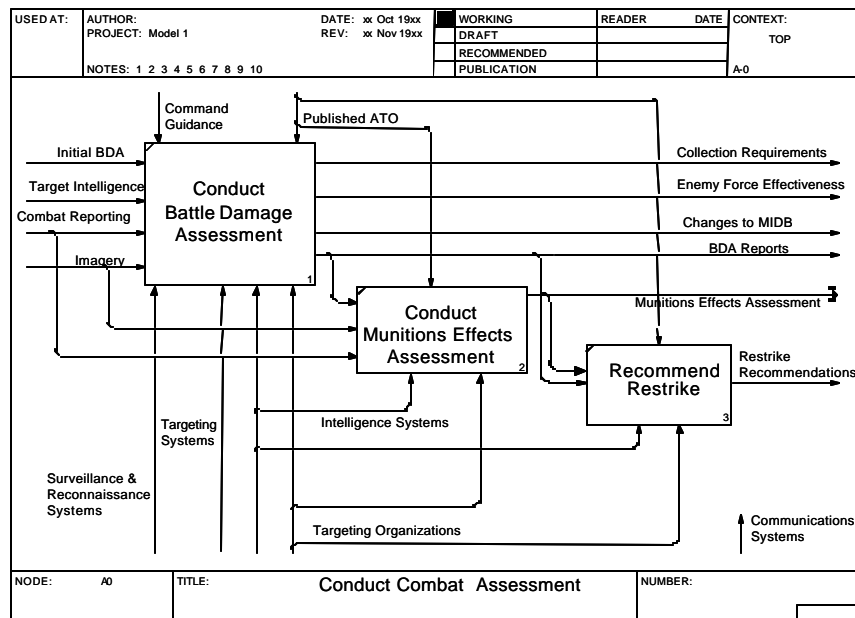 USED AT:
AUTHOR:
DATE: xx Oct 19xx
WORKING
READER
DATE
CONTEXT:
PROJECT: Model 1
REV: xx Nov 19xx
DRAFT
TOP
RECOMMENDED
NOTES: 1 2 3 4 5 6 7 8 9 10
PUBLICATION
A-0
Command
Guidance
Published ATO
Initial BDA
Target Intelligence
Combat Reporting
Imagery
Conduct
Battle Damage
Assessment
1
Collection Requirements
Enemy Force Effectiveness
Changes to MIDB
BDA Reports
Munitions Effects Assessment
Conduct
Munitions Effects
Assessment
2
Recommend
Restrike
3
Restrike
Recommendations
Targeting
Systems
Intelligence Systems
Surveillance &
Reconnaissance
Systems
Targeting Organizations
Communications
Systems
NODE: A0
TITLE:
Conduct Combat Assessment
NUMBER: